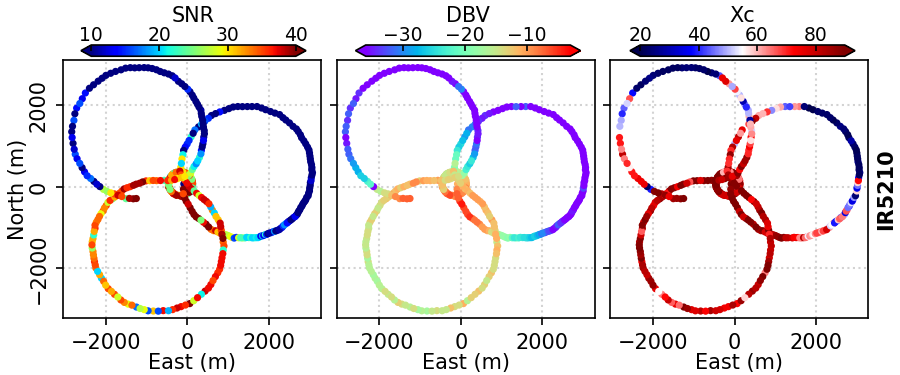 SNR DBV Xc
10 20 30 40 −30 −20 −10 20 40 60 80
2000
0
−2000
North (m)
−2000 0 2000 −2000 0 2000 −2000 0 2000
East (m) East (m) East (m)
IR5210